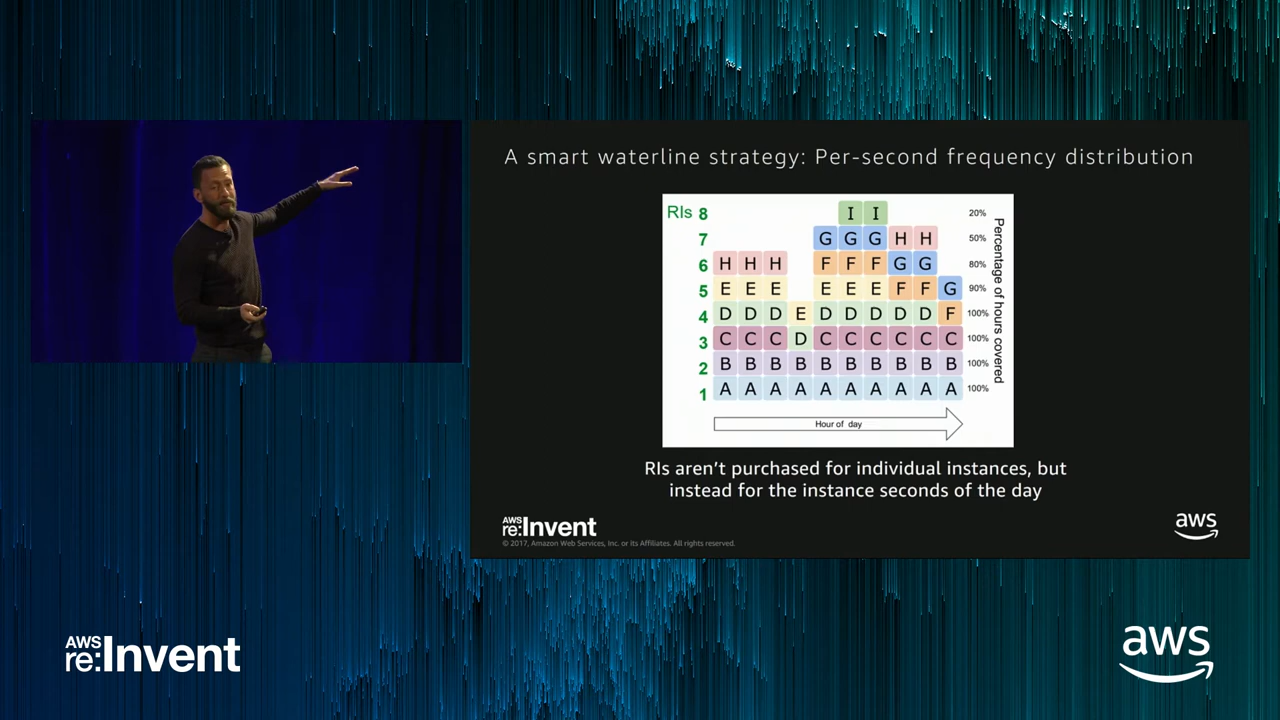 A smart waterline strategy: Per-second frequency distribution
RIs 8 I I 20%
7 G G G H H 50%
6 H H H F F F G G 80%
5 E E E E E E F F G 90%
4 D D D E D D D D D F 100%
3 C C C D C C C C C C 100%
2 B B B B B B B B B B 100%
1 A A A A A A A A A A 100%
Percentage of hours covered
Hour of day
RIs aren't purchased for individual instances, but
instead for the instance seconds of the day
AWS
re:Invent
© 2017, Amazon Web Services, Inc. or its Affiliates. All rights reserved.
aws
AWS
re:Invent
aws